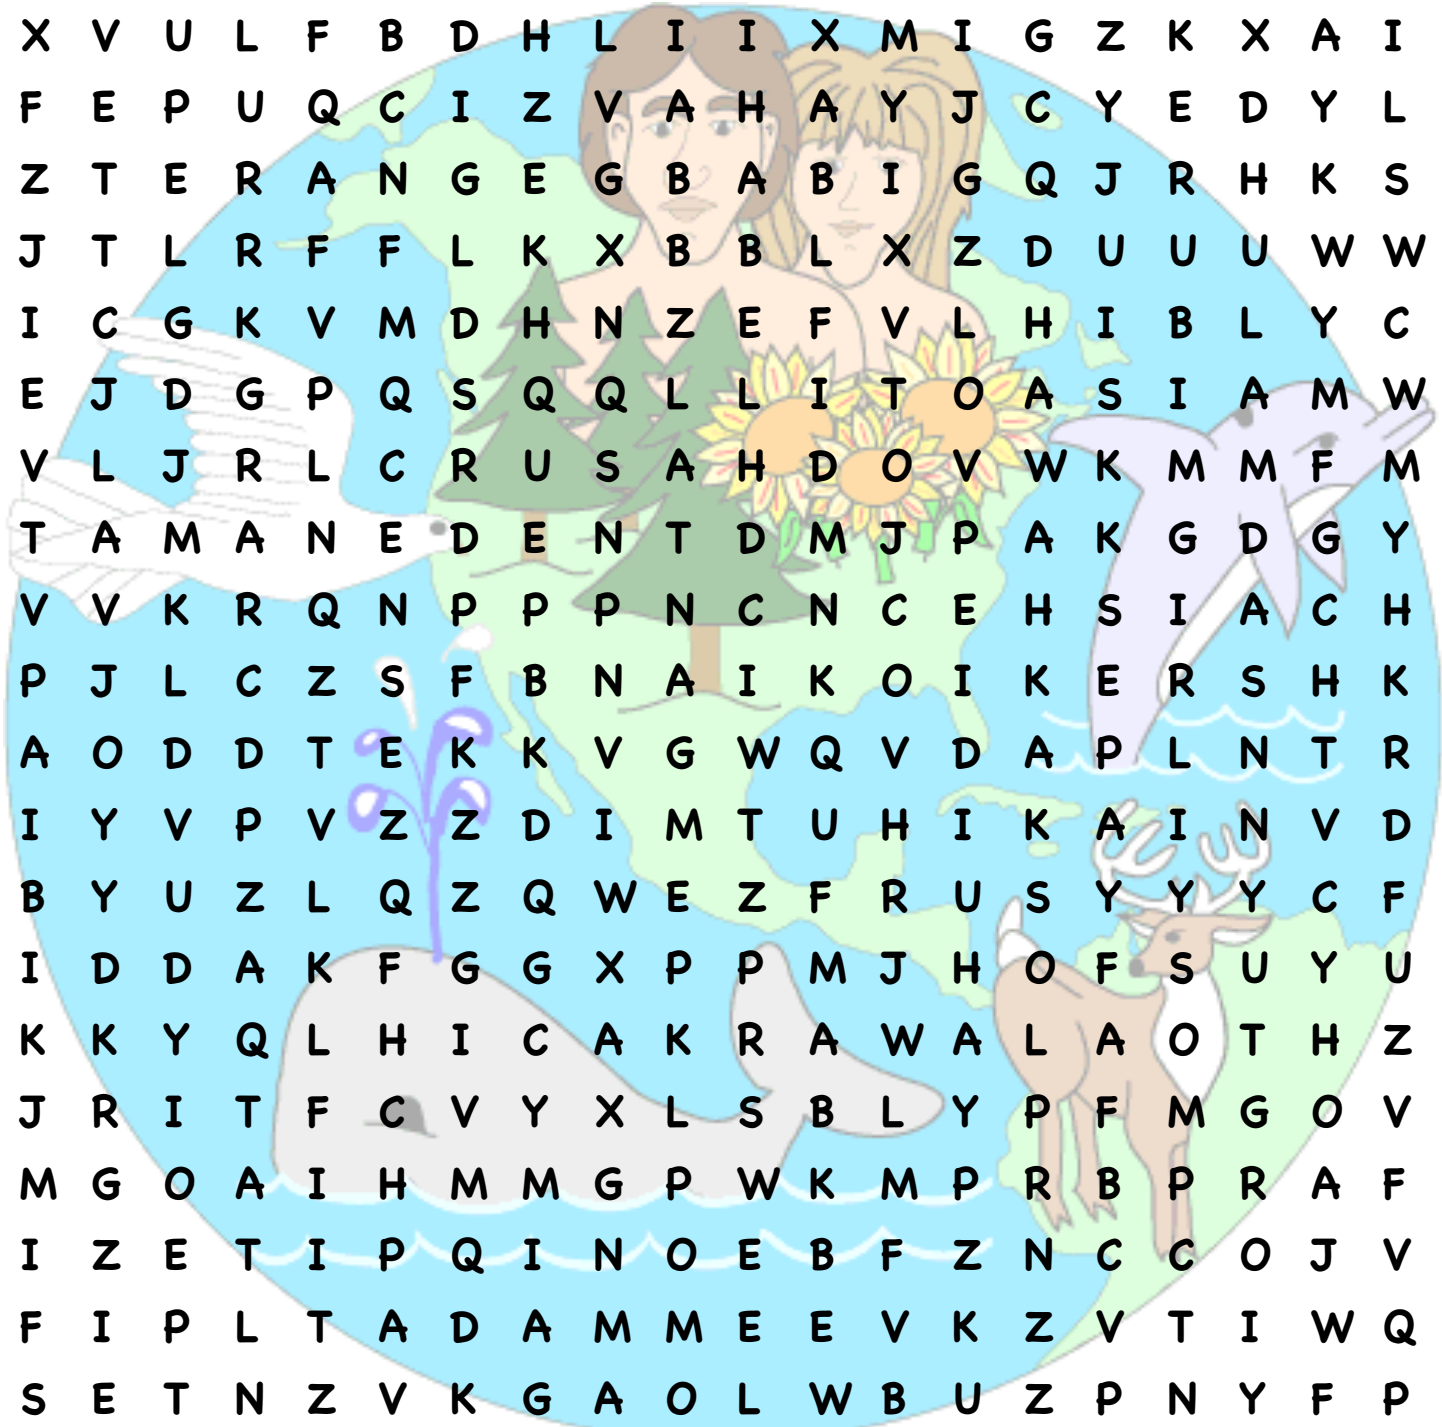 X V U L F B D H L I I X M I G Z K X A I
F E P U Q C I Z V A H A Y J C Y E D Y L
Z T E R A N G E G B A B I G Q J R H K S
J T L R F F L K X B B L X Z D U U U W W
I C G K V M D H N Z E F V L H I B L Y C
E J D G P Q S Q Q L L I T O A S I A M W
V L J R L C R U S A H D O V W K M M F M
T A M A N E D E N T D M J P A K G D G Y
V V K R Q N P P P N C N C E H S I A C H
P J L C Z S F B N A I K O I K E R S H K
A O D D T E K K V G W Q V D A P L N T R
I Y V P V Z Z D I M T U H I K A I N V D
B Y U Z L Q Z Q W E Z F R U S Y Y Y C F
I D D A K F G G X P P M J H O F S U Y U
K K Y Q L H I C A K R A W A L A O T H Z
J R I T F C V Y X L S B L Y P F M G O V
M G O A I H M M G P W K M P R B P R A F
I Z E T I P Q I N O E B F Z N C C O J V
F I P L T A D A M M E E V K Z V T I W Q
S E T N Z V K G A O L W B U Z P N Y F P